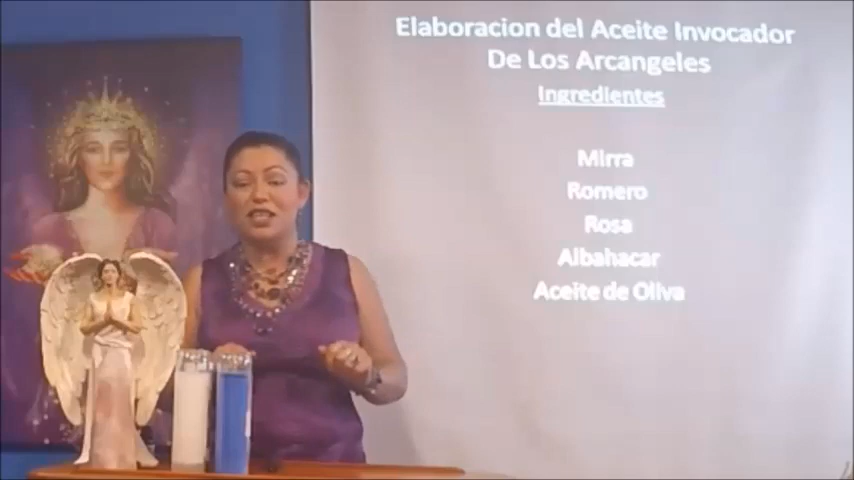 Elaboracion del Aceite Invocador
De Los Arcangeles
Ingredientes
Mirra
Romero
Rosa
Albahacar
Aceite de Oliva